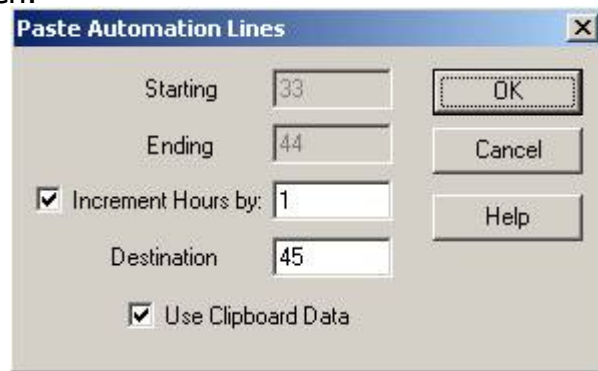 Paste Automation Lines
Starting 33 OK
Ending 44 Cancel
Increment Hours by: 1 Help
Destination 45
Use Clipboard Data